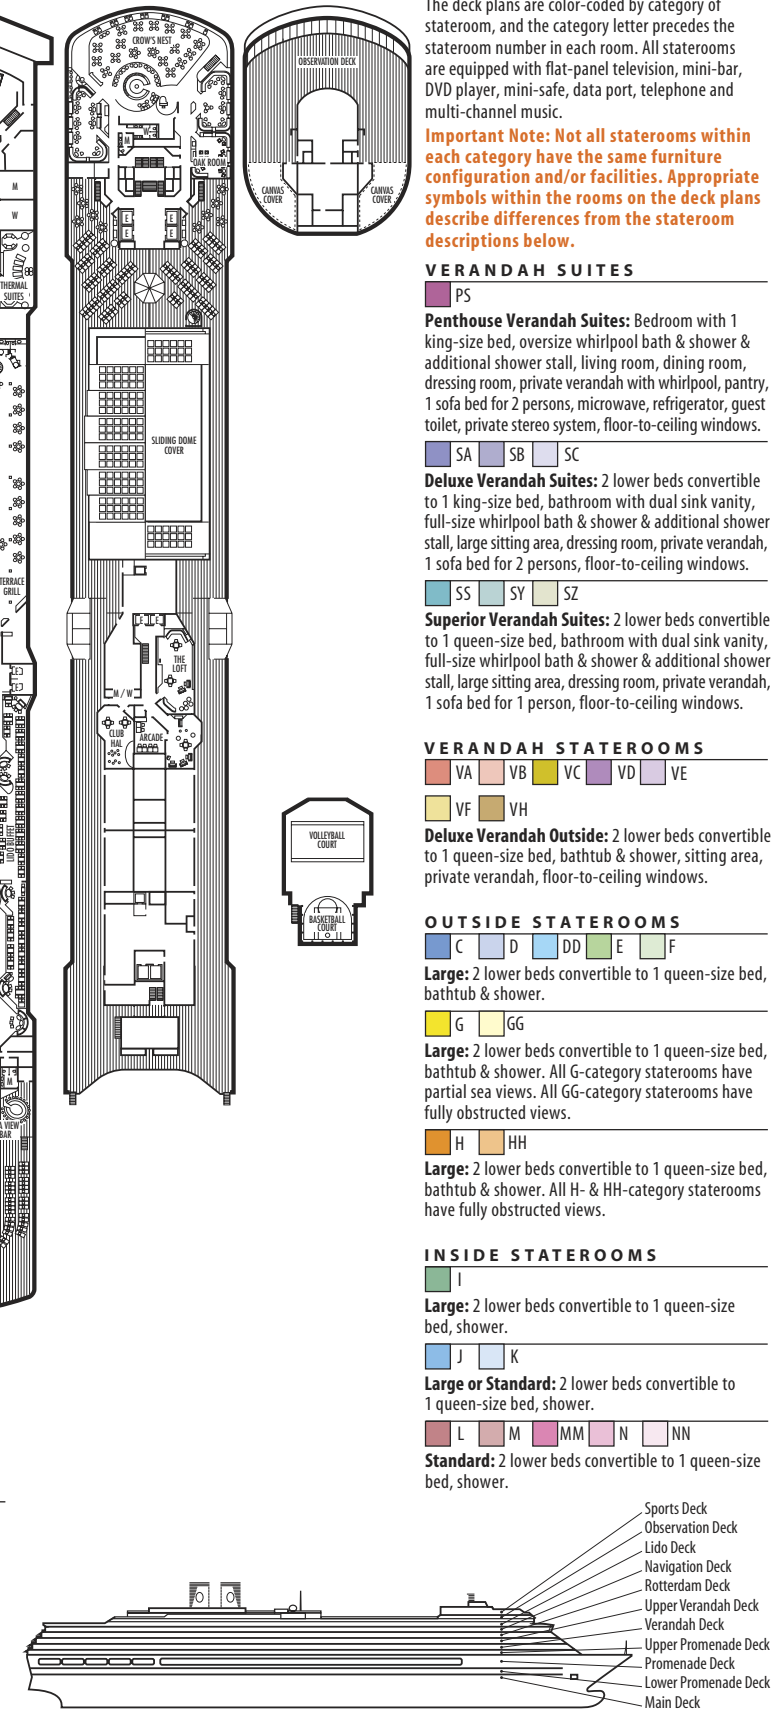 M
W
THERMAL
SUITES
TERRACE
GRILL
E
E
LIDO BUFFET
M
BAR
CROW'S NEST
W
M
OAK ROOM
E
E
E
E
SLIDING DOME
COVER
E
E
THE
LOFT
M / W
CLUB
HAL
ARCADE
OBSERVATION DECK
CANVAS
COVER
CANVAS
COVER
VOLLEYBALL
COURT
BASKETBALL
COURT
The deck plans are color-coded by category of
stateroom, and the category letter precedes the
stateroom number in each room. All staterooms
are equipped with flat-panel television, mini-bar,
DVD player, mini-safe, data port, telephone and
multi-channel music.
Important Note: Not all staterooms within
each category have the same furniture
configuration and/or facilities. Appropriate
symbols within the rooms on the deck plans
describe differences from the stateroom
descriptions below.
VERANDAH SUITES
PS
Penthouse Verandah Suites: Bedroom with 1
king-size bed, oversize whirlpool bath & shower &
additional shower stall, living room, dining room,
dressing room, private verandah with whirlpool, pantry,
1 sofa bed for 2 persons, microwave, refrigerator, guest
toilet, private stereo system, floor-to-ceiling windows.
SA SB SC
Deluxe Verandah Suites: 2 lower beds convertible
to 1 king-size bed, bathroom with dual sink vanity,
full-size whirlpool bath & shower & additional shower
stall, large sitting area, dressing room, private verandah,
1 sofa bed for 2 persons, floor-to-ceiling windows.
SS SY SZ
Superior Verandah Suites: 2 lower beds convertible
to 1 queen-size bed, bathroom with dual sink vanity,
full-size whirlpool bath & shower & additional shower
stall, large sitting area, dressing room, private verandah,
1 sofa bed for 1 person, floor-to-ceiling windows.
VERANDAH STATEROOMS
VA VB VC VD VE
VF VH
Deluxe Verandah Outside: 2 lower beds convertible
to 1 queen-size bed, bathtub & shower, sitting area,
private verandah, floor-to-ceiling windows.
OUTSIDE STATEROOMS
C D DD E F
Large: 2 lower beds convertible to 1 queen-size bed,
bathtub & shower.
G GG
Large: 2 lower beds convertible to 1 queen-size bed,
bathtub & shower. All G-category staterooms have
partial sea views. All GG-category staterooms have
fully obstructed views.
H HH
Large: 2 lower beds convertible to 1 queen-size bed,
bathtub & shower. All H- & HH-category staterooms
have fully obstructed views.
INSIDE STATEROOMS
I
Large: 2 lower beds convertible to 1 queen-size
bed, shower.
J K
Large or Standard: 2 lower beds convertible to
1 queen-size bed, shower.
L M MM N NN
Standard: 2 lower beds convertible to 1 queen-size
bed, shower.
Sports Deck
Observation Deck
Lido Deck
Navigation Deck
Rotterdam Deck
Upper Verandah Deck
Verandah Deck
Upper Promenade Deck
Promenade Deck
Lower Promenade Deck
Main Deck